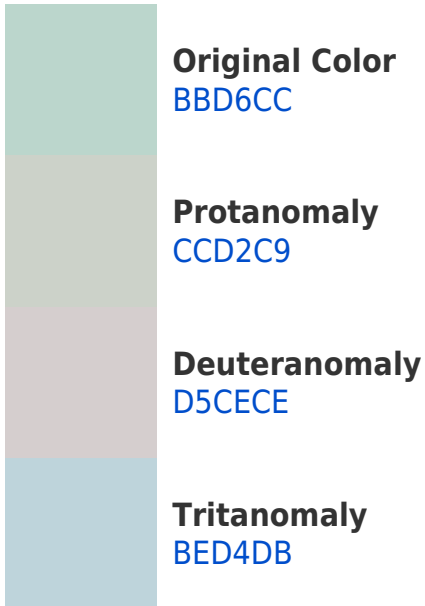 Original Color
BBD6CC
Protanomaly
CCD2C9
Deuteranomaly
D5CECE
Tritanomaly
BED4DB